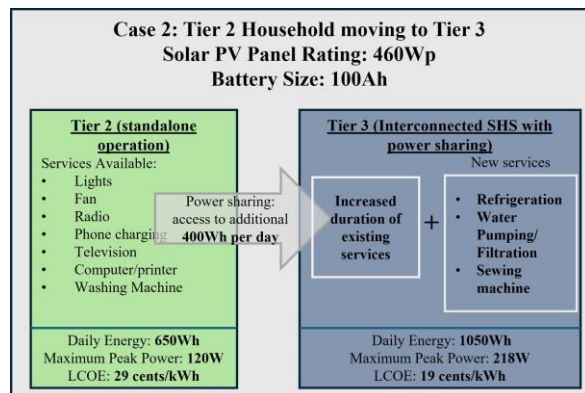 Case 2: Tier 2 Household moving to Tier 3
Solar PV Panel Rating: 460Wp
Battery Size: 100Ah
Tier 2 (standalone
operation)
Services Available:
• Lights
• Fan
• Radio
• Phone charging
• Television
• Computer/printer
• Washing Machine
Daily Energy: 650Wh
Maximum Peak Power: 120W
LCOE: 29 cents/kWh
Power sharing:
access to additional
400Wh per day
Tier 3 (Interconnected SHS with
power sharing)
Increased
duration of
existing
services
+
New services
• Refrigeration
• Water
Pumping/
Filtration
• Sewing
machine
Daily Energy: 1050Wh
Maximum Peak Power: 218W
LCOE: 19 cents/kWh